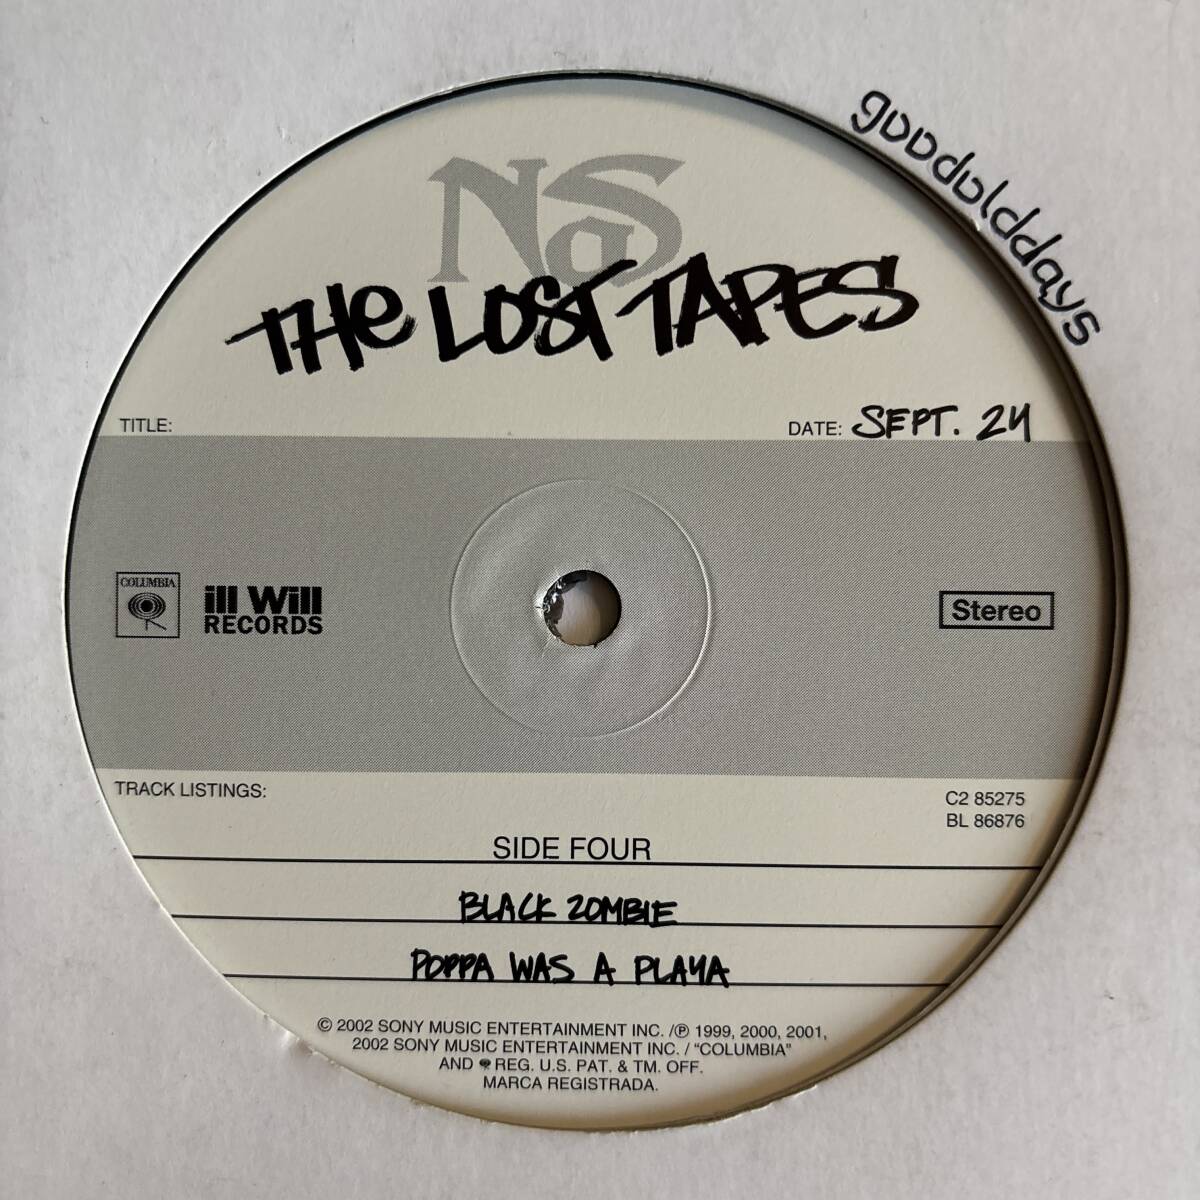 goodolddays
Nas
THE LOST TAPES
TITLE:
DATE: SEPT. 24
COLUMBIA
ill Will
RECORDS
Stereo
TRACK LISTINGS:
C2 85275
BL 86876
SIDE FOUR
BLACK ZOMBIE
POPPA WAS A PLAYA
© 2002 SONY MUSIC ENTERTAINMENT INC. /℗ 1999, 2000, 2001,
2002 SONY MUSIC ENTERTAINMENT INC. / "COLUMBIA"
AND REG. U.S. PAT. & TM. OFF.
MARCA REGISTRADA.